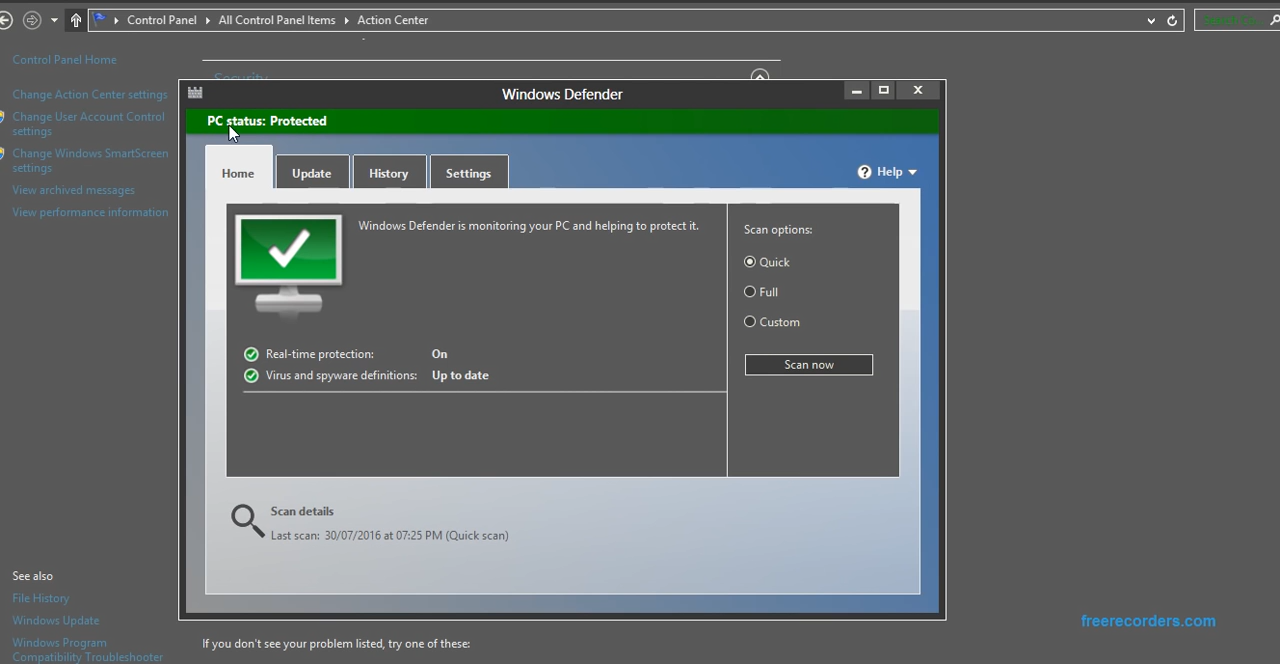 Control Panel
All Control Panel Items
Action Center
Control Panel Home
Change Action Center settings
Change User Account Control
settings
Change Windows SmartScreen
settings
View archived messages
View performance information
Security
Windows Defender
PC status: Protected
Home
Update
History
Settings
Help
Windows Defender is monitoring your PC and helping to protect it.
Real-time protection: On
Virus and spyware definitions: Up to date
Scan options:
Quick
Full
Custom
Scan now
Scan details
Last scan: 30/07/2016 at 07:25 PM (Quick scan)
See also
File History
Windows Update
Windows Program
Compatibility Troubleshooter
If you don't see your problem listed, try one of these:
freerecorders.com